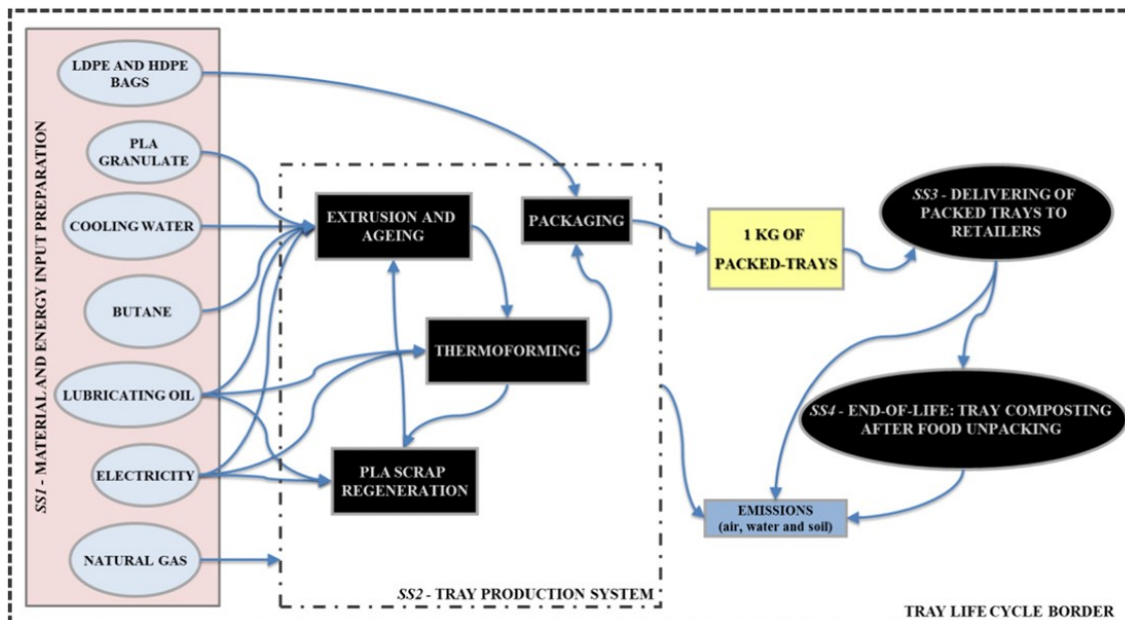 SS1 - MATERIAL AND ENERGY INPUT PREPARATION
LDPE AND HDPE
BAGS
PLA
GRANULATE
COOLING WATER
BUTANE
LUBRICATING OIL
ELECTRICITY
NATURAL GAS
EXTRUSION AND
AGEING
PACKAGING
THERMOFORMING
PLA SCRAP
REGENERATION
SS2 - TRAY PRODUCTION SYSTEM
1 KG OF
PACKED-TRAYS
SS3 - DELIVERING OF
PACKED TRAYS TO
RETAILERS
SS4 - END-OF-LIFE: TRAY COMPOSTING
AFTER FOOD UNPACKING
EMISSIONS
(air, water and soil)
TRAY LIFE CYCLE BORDER